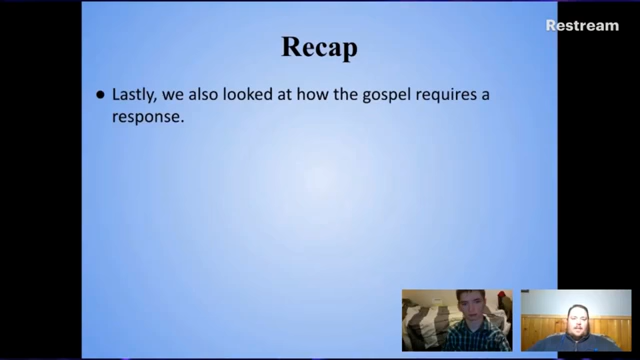 Restream
Recap
● Lastly, we also looked at how the gospel requires a
response.